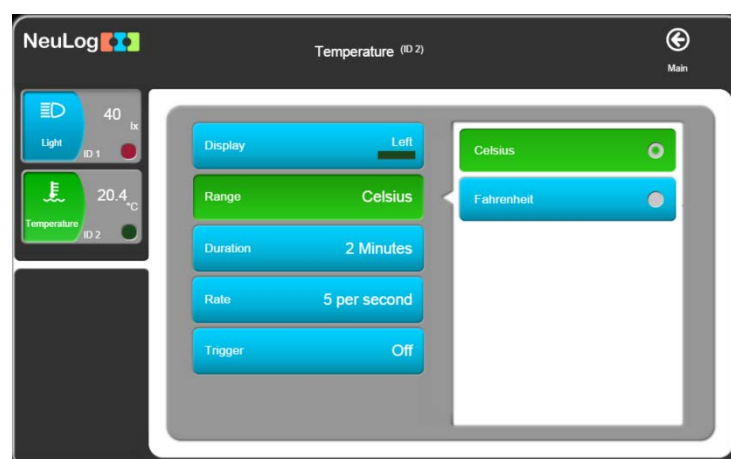 NeuLog
Temperature (ID 2)
Main
40 lx
Light
ID 1
20.4 °C
Temperature
ID 2
Display Left
Range Celsius
Duration 2 Minutes
Rate 5 per second
Trigger Off
Celsius
Fahrenheit